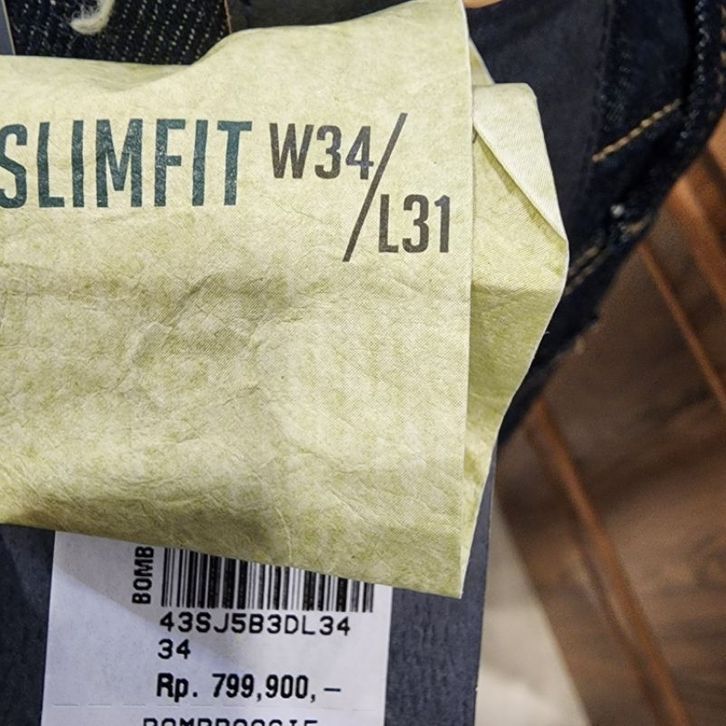 SLIMFIT W34/L31
BOMB
43SJ5B3DL34
34
Rp. 799,900,-